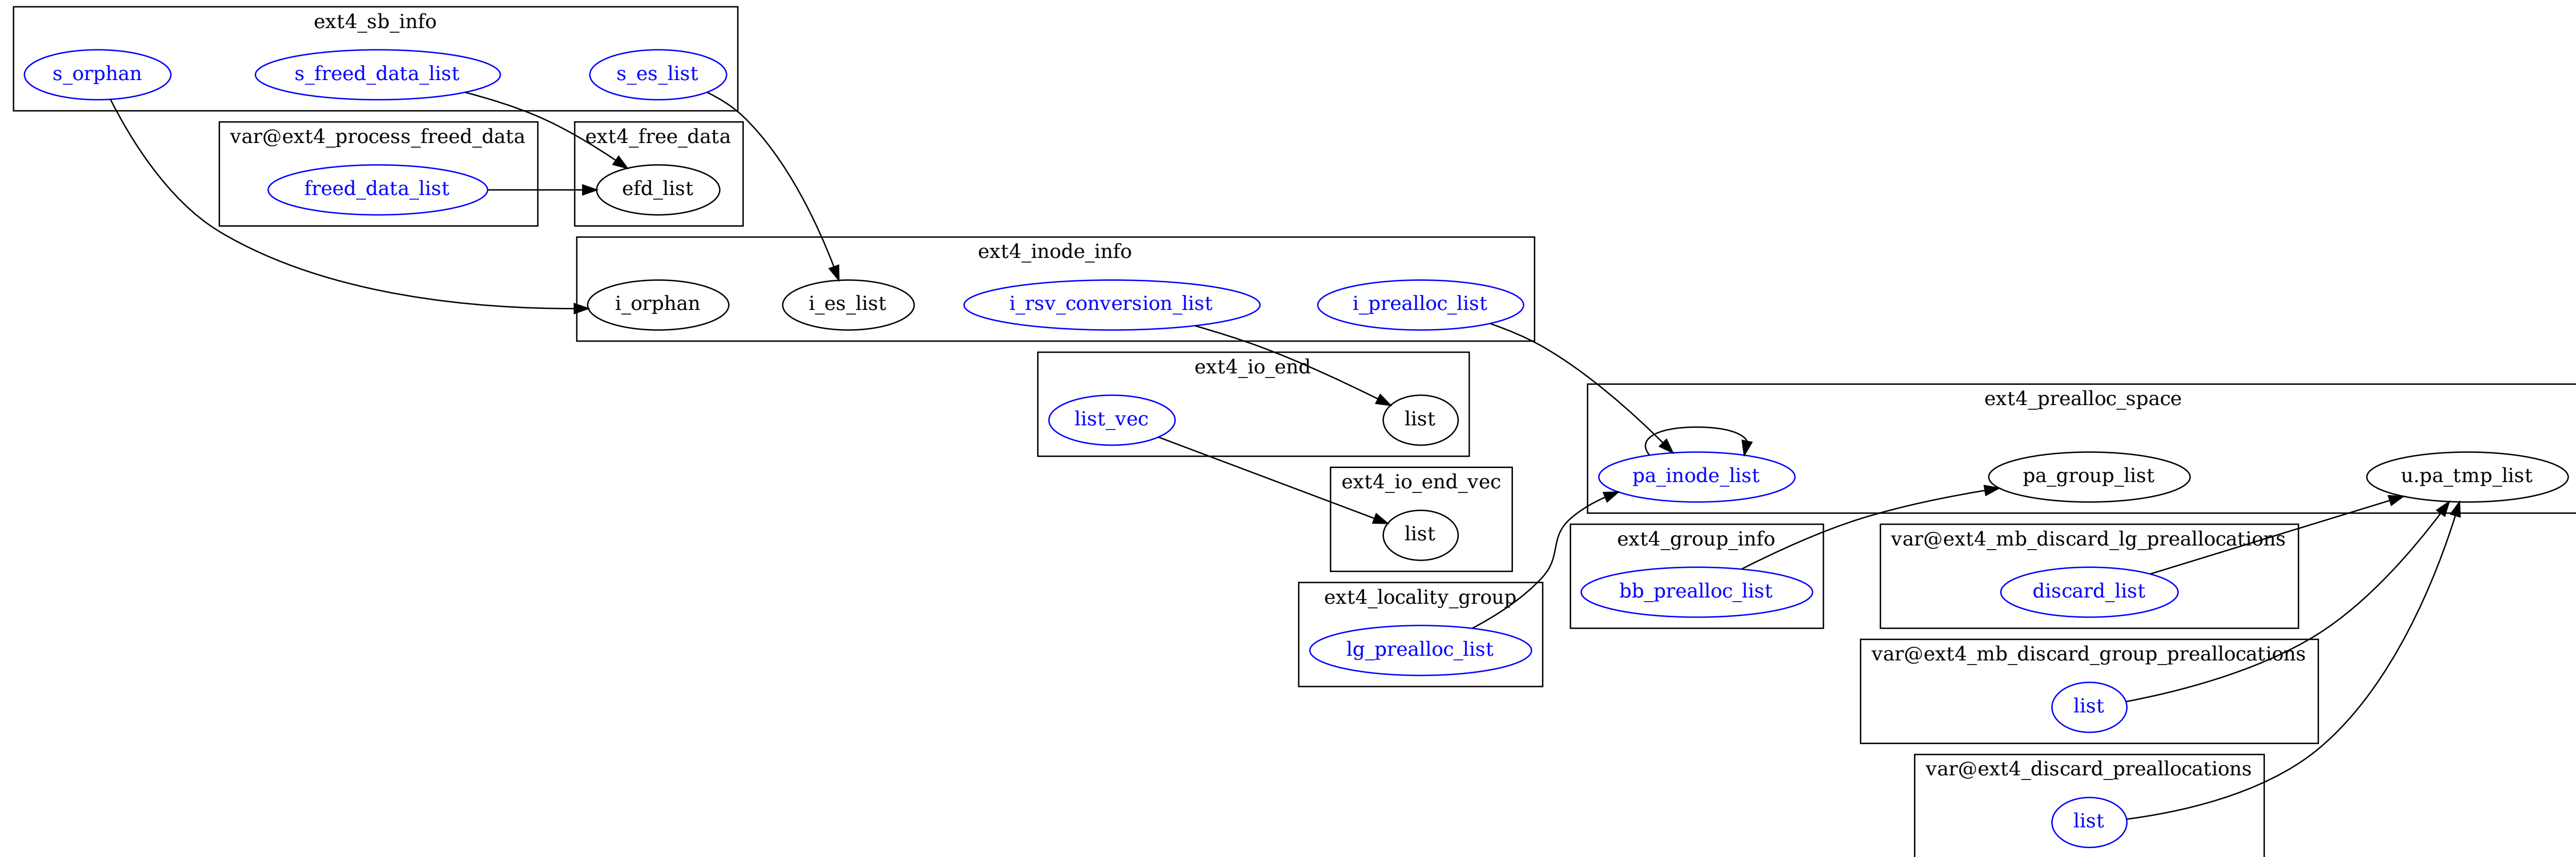 ext4_sb_info
s_orphan
s_freed_data_list
s_es_list
var@ext4_process_freed_data
freed_data_list
ext4_free_data
efd_list
ext4_inode_info
i_orphan
i_es_list
i_rsv_conversion_list
i_prealloc_list
ext4_io_end
list_vec
list
ext4_io_end_vec
list
ext4_prealloc_space
pa_inode_list
pa_group_list
u.pa_tmp_list
ext4_locality_group
lg_prealloc_list
ext4_group_info
bb_prealloc_list
var@ext4_mb_discard_lg_preallocations
discard_list
var@ext4_mb_discard_group_preallocations
list
var@ext4_discard_preallocations
list